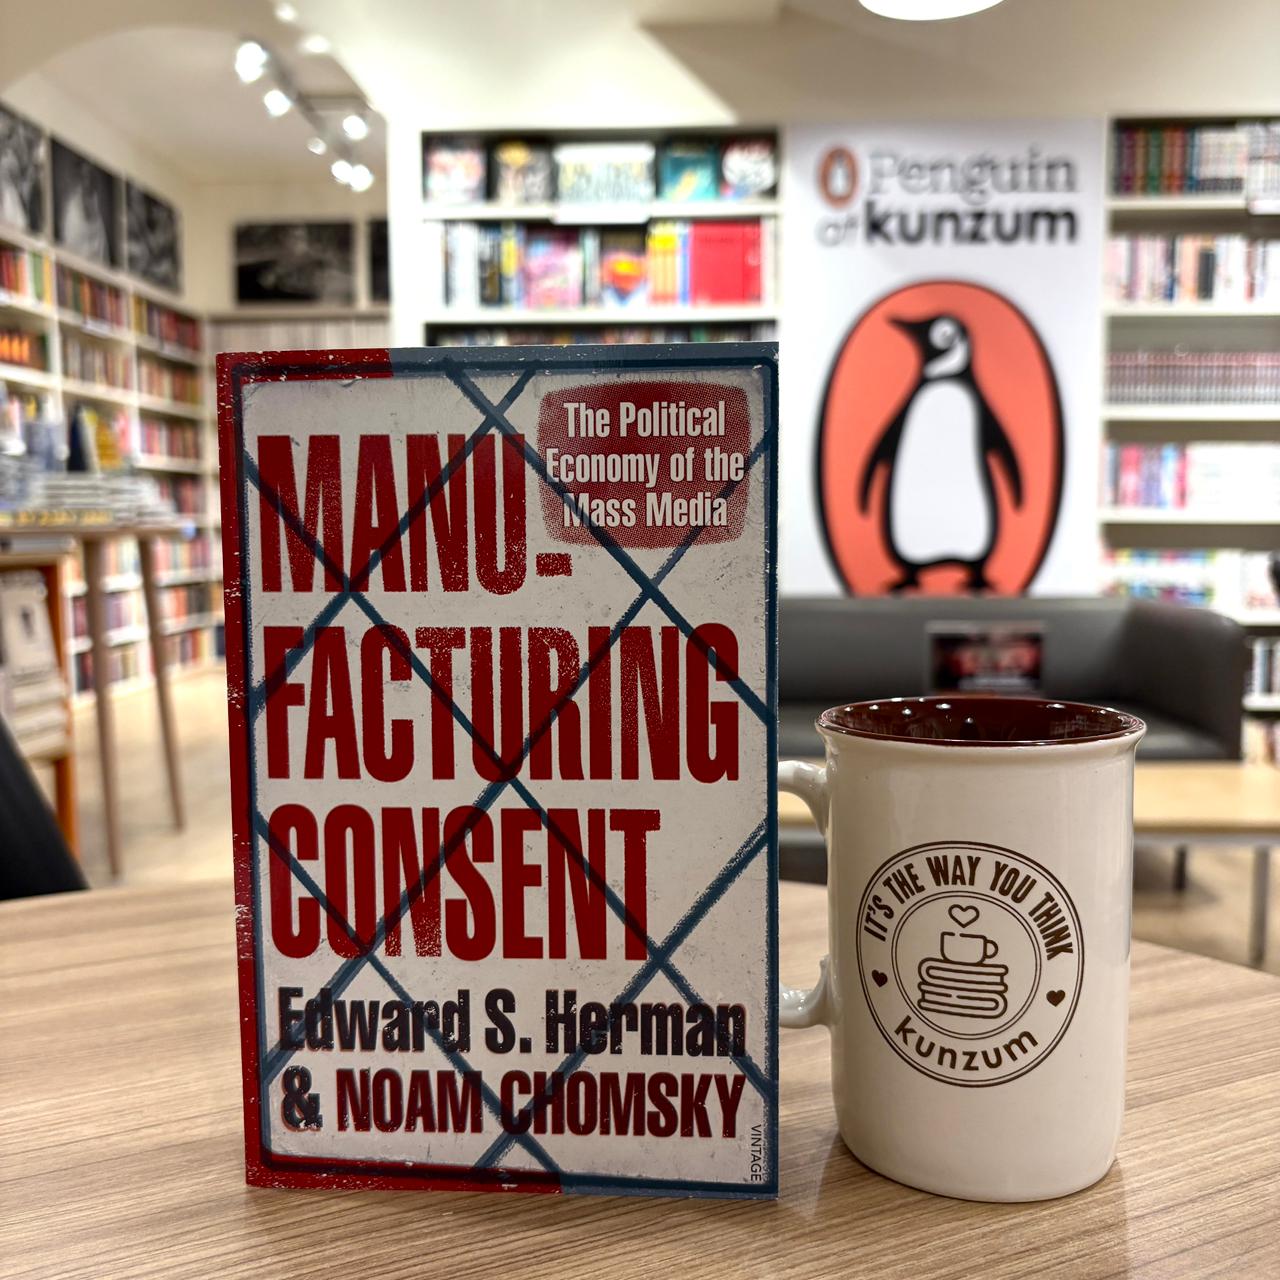 Penguin
at kunzum
The Political
Economy of the
Mass Media
MANU-
FACTURING
CONSENT
Edward S. Herman
& NOAM CHOMSKY
VINTAGE
IT'S THE WAY YOU THINK
kunzum